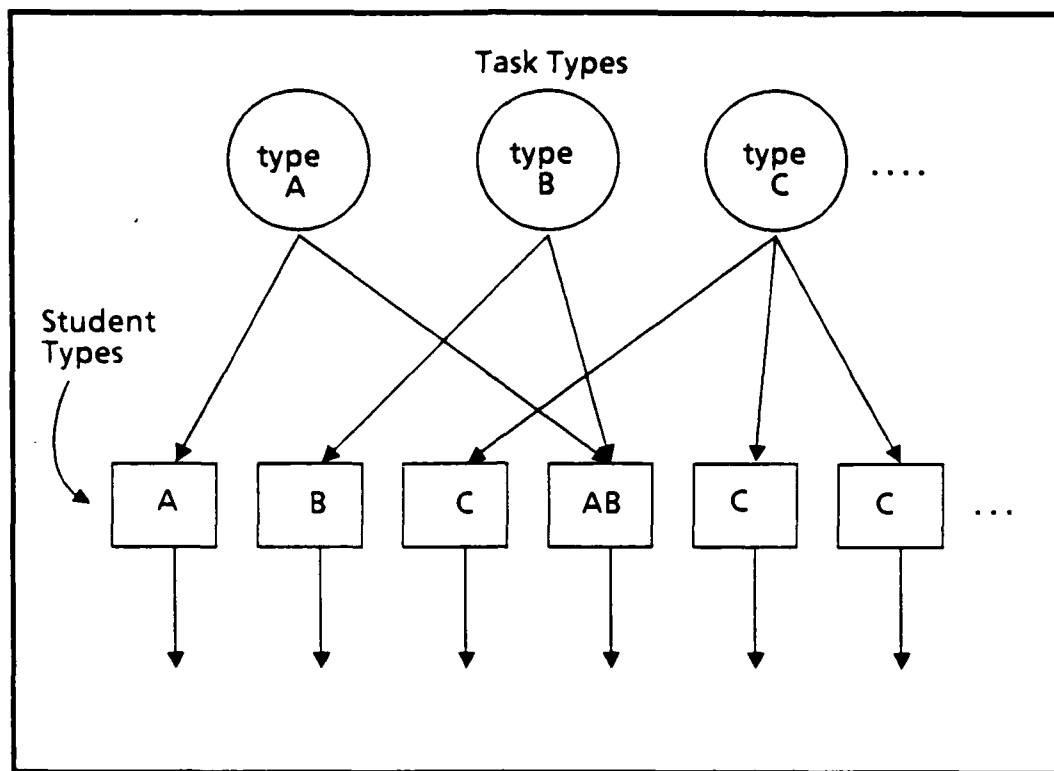 Task Types
type
A
type
B
type
C
....
Student
Types
A
B
C
AB
C
C
...